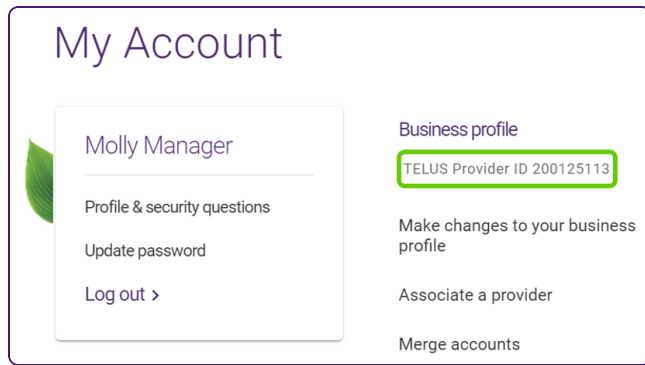 My Account
Molly Manager
Profile & security questions
Update password
Log out >
Business profile
TELUS Provider ID 200125113
Make changes to your business
profile
Associate a provider
Merge accounts